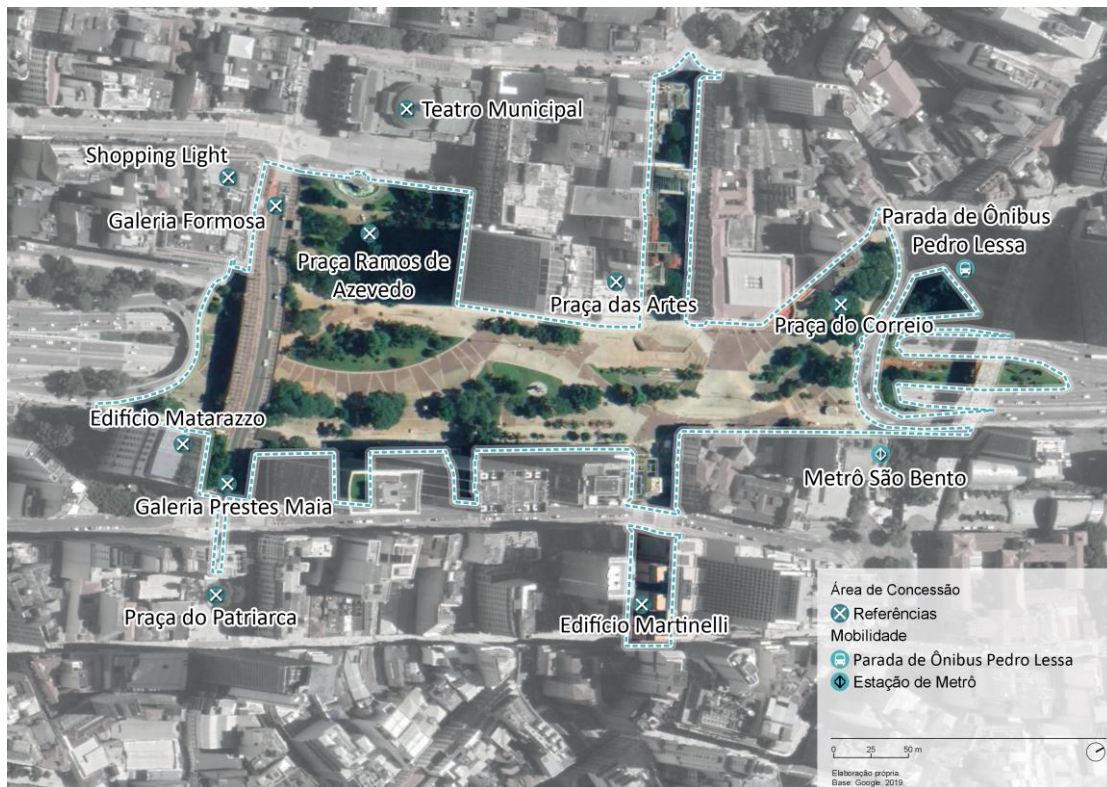 Teatro Municipal
Shopping Light
Galeria Formosa
Parada de Ônibus
Pedro Lessa
Praça Ramos de
Azevedo
Praça das Artes
Praça do Correio
Edifício Matarazzo
Metrô São Bento
Galeria Prestes Maia
Praça do Patriarca
Edifício Martinelli
Área de Concessão
Referências
Mobilidade
Parada de Ônibus Pedro Lessa
Estação de Metrô
0 25 50 m
Elaboração própria.
Base: Google, 2019.